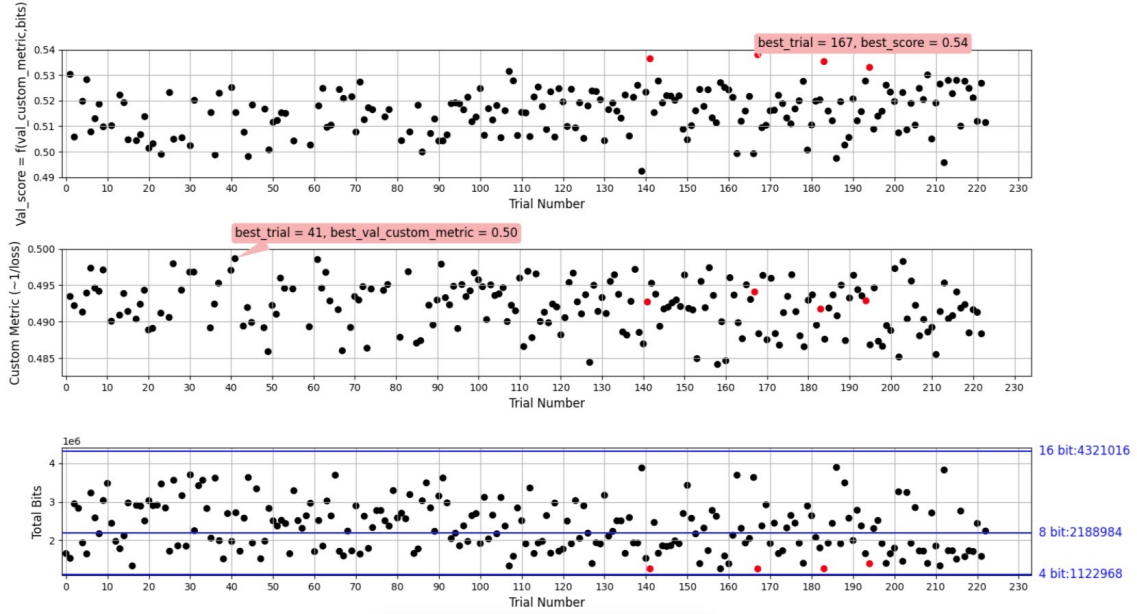 best_trial = 167, best_score = 0.54
Val_score = f(val_custom_metric,bits)
0.54
0.53
0.52
0.51
0.50
0.49
0 10 20 30 40 50 60 70 80 90 100 110 120 130 140 150 160 170 180 190 200 210 220 230
Trial Number
best_trial = 41, best_val_custom_metric = 0.50
Custom Metric (~1/loss)
0.500
0.495
0.490
0.485
0 10 20 30 40 50 60 70 80 90 100 110 120 130 140 150 160 170 180 190 200 210 220 230
Trial Number
1e6
Total Bits
4
3
2
16 bit:4321016
8 bit:2188984
4 bit:1122968
0 10 20 30 40 50 60 70 80 90 100 110 120 130 140 150 160 170 180 190 200 210 220 230
Trial Number